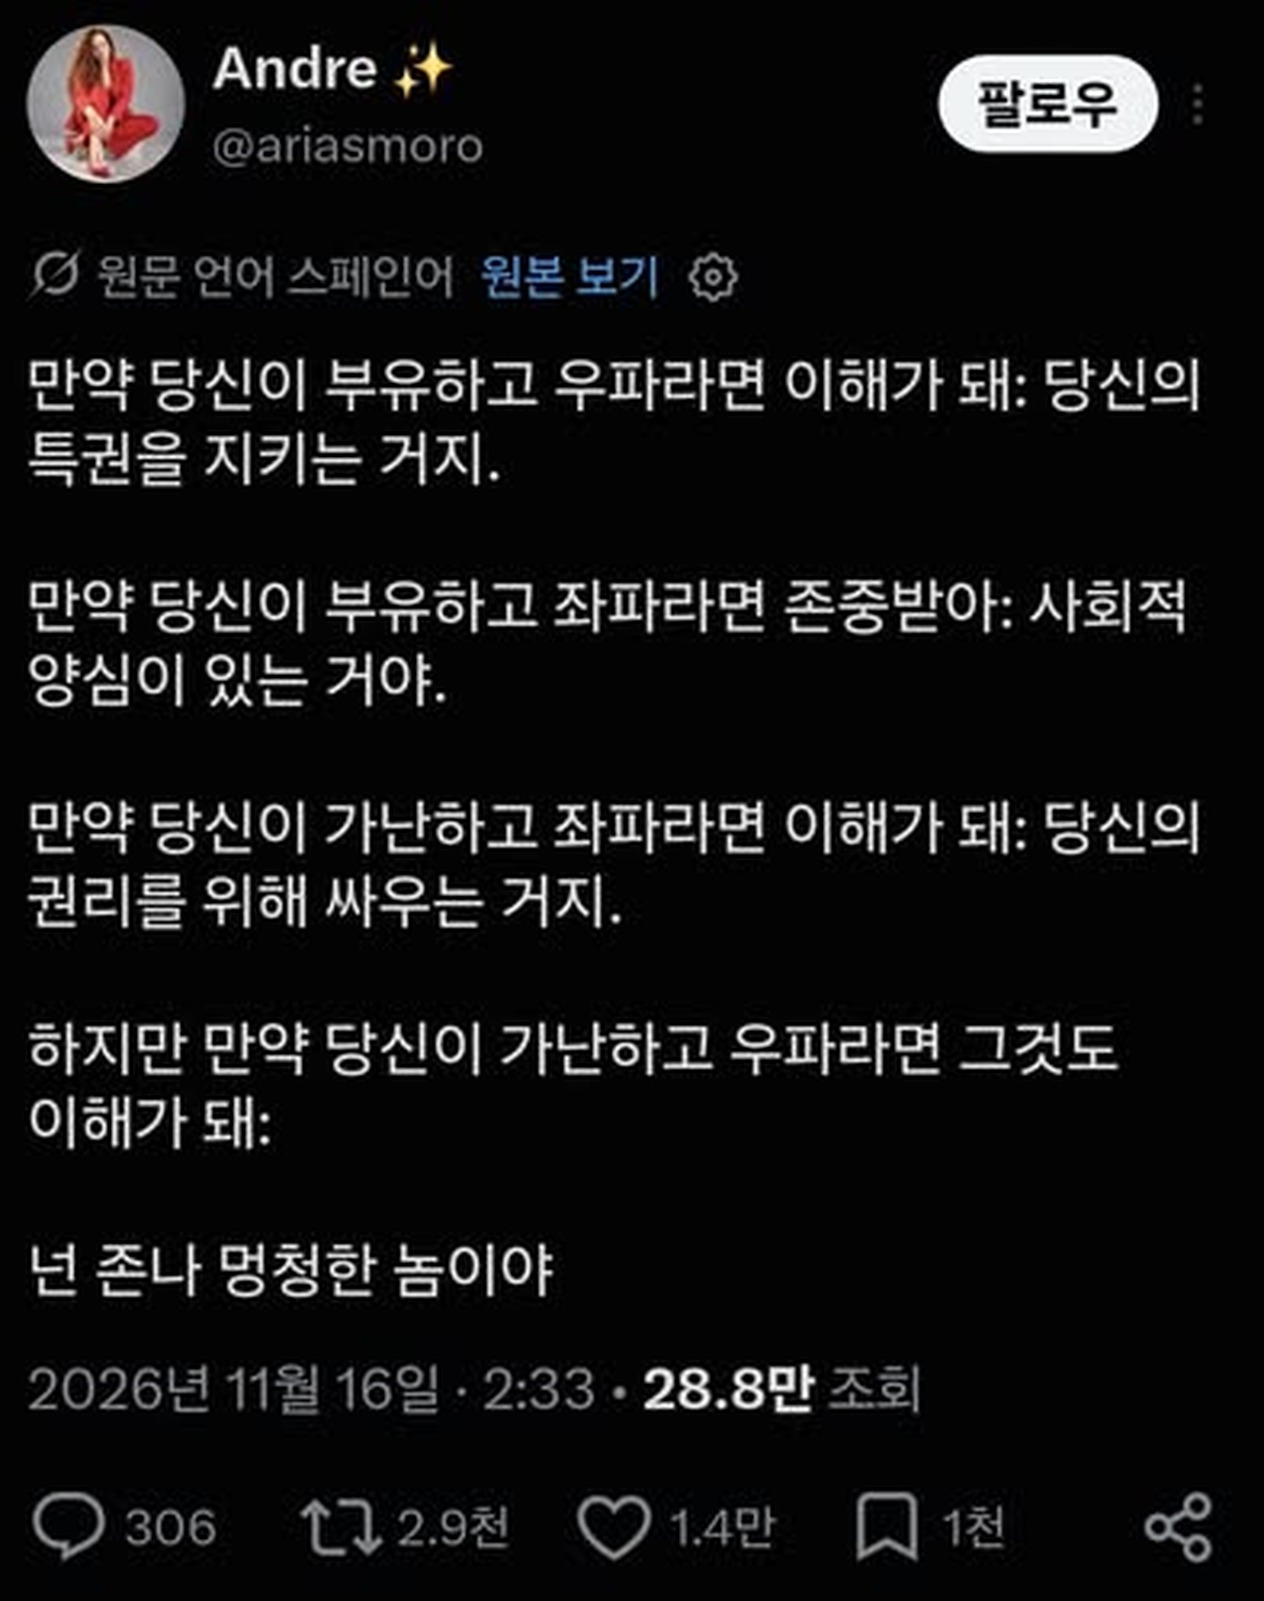 Andre ✨
@ariasmoro
팔로우
원문 언어 스페인어 원본 보기
만약 당신이 부유하고 우파라면 이해가 돼: 당신의
특권을 지키는 거지.
만약 당신이 부유하고 좌파라면 존중받아: 사회적
양심이 있는 거야.
만약 당신이 가난하고 좌파라면 이해가 돼: 당신의
권리를 위해 싸우는 거지.
하지만 만약 당신이 가난하고 우파라면 그것도
이해가 돼:
넌 존나 멍청한 놈이야
2026년 11월 16일 · 2:33 • 28.8만 조회
306 2.9천 1.4만 1천